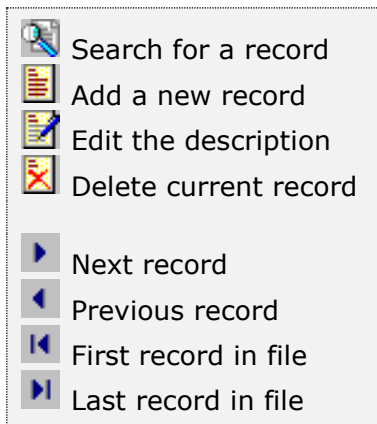 Search for a record
Add a new record
Edit the description
Delete current record
Next record
Previous record
First record in file
Last record in file